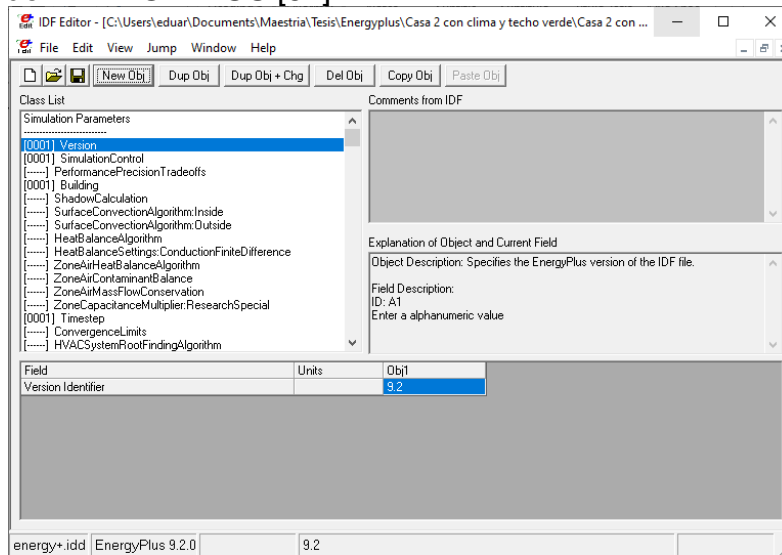 IDF Editor - [C:\Users\eduar\Documents\Maestria\Tesis\Energyplus\Casa 2 con clima y techo verde\Casa 2 con ...
File Edit View Jump Window Help
New Obj Dup Obj Dup Obj + Chg Del Obj Copy Obj Paste Obj
Class List
Simulation Parameters
-------------------------
[0001] Version
[0001] SimulationControl
[------] PerformancePrecisionTradeoffs
[0001] Building
[------] ShadowCalculation
[------] SurfaceConvectionAlgorithm:Inside
[------] SurfaceConvectionAlgorithm:Outside
[------] HeatBalanceAlgorithm
[------] HeatBalanceSettings:ConductionFiniteDifference
[------] ZoneAirHeatBalanceAlgorithm
[------] ZoneAirContaminantBalance
[------] ZoneAirMassFlowConservation
[------] ZoneCapacitanceMultiplier:ResearchSpecial
[0001] Timestep
[------] ConvergenceLimits
[------] HVACSystemRootFindingAlgorithm
Comments from IDF
Explanation of Object and Current Field
Object Description: Specifies the EnergyPlus version of the IDF file.
Field Description:
ID: A1
Enter a alphanumeric value
Field Units Obj1
Version Identifier 9.2
energy+.idd EnergyPlus 9.2.0 9.2